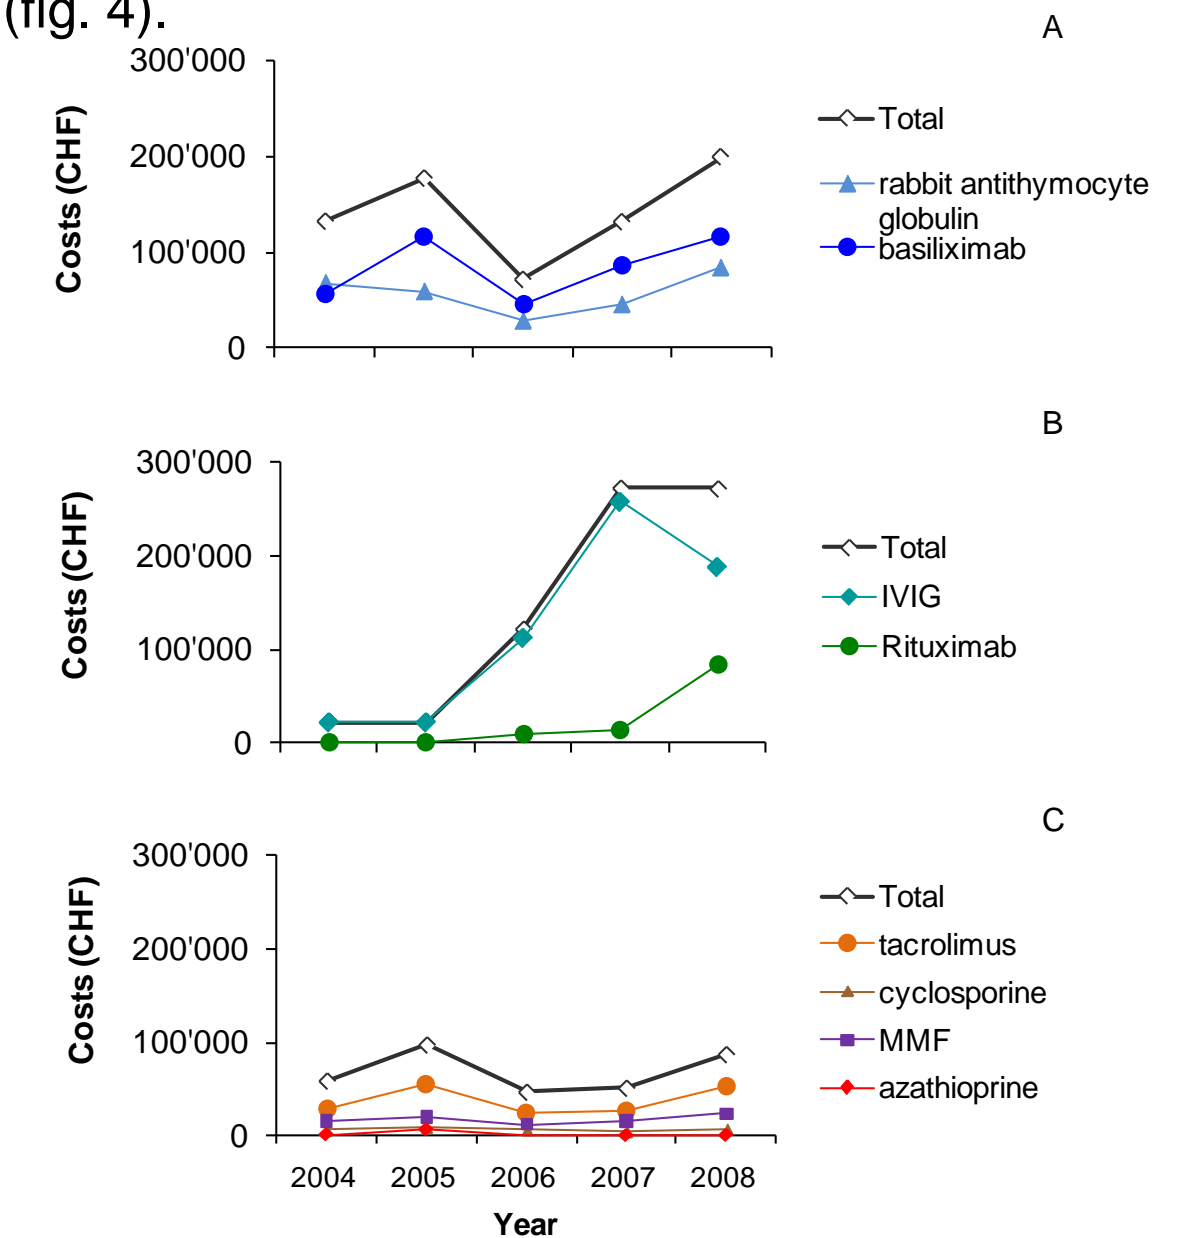 (fig. 4).
A
300'000
200'000
100'000
0
Costs (CHF)
Total
rabbit antithymocyte
globulin
basiliximab
B
300'000
200'000
100'000
0
Costs (CHF)
Total
IVIG
Rituximab
C
300'000
200'000
100'000
0
Costs (CHF)
Total
tacrolimus
cyclosporine
MMF
azathioprine
2004 2005 2006 2007 2008
Year